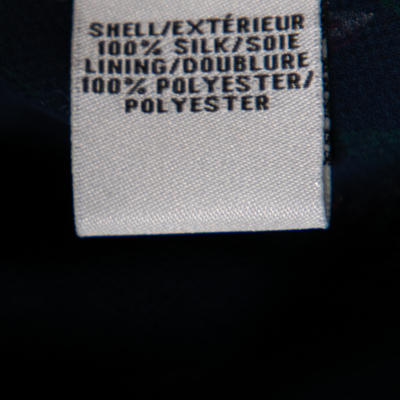 SHELL/EXTÉRIEUR
100% SILK/SOIE
LINING/DOUBLURE
100% POLYESTER/
POLYESTER